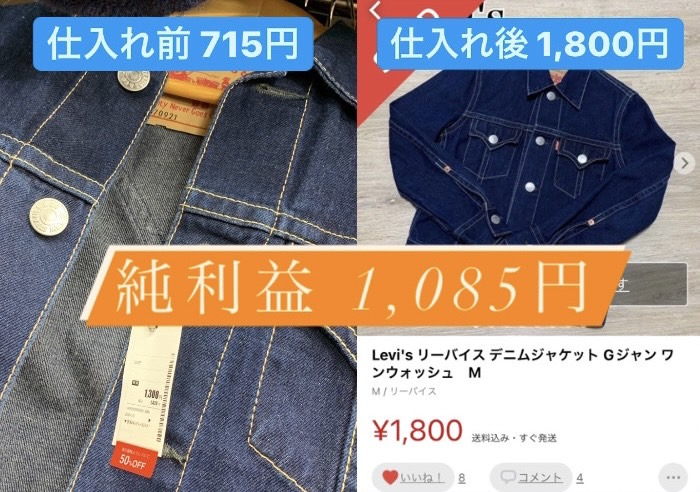 仕入れ前 715円
仕入れ後 1,800円
純利益 1,085円
1,300
50%OFF
Levi's リーバイス デニムジャケット Gジャン ワ
ンウォッシュ M
M / リーバイス
¥1,800 送料込み・すぐ発送
いいね! 8
コメント 4